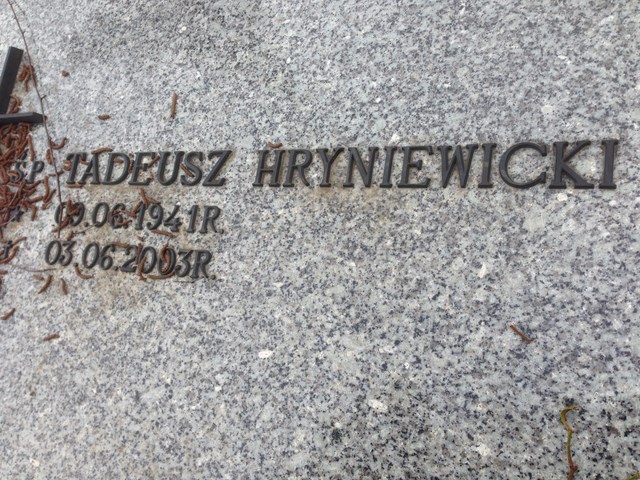 ŚP. TADEUSZ HRYNIEWICKI
* 09.06.1941R.
03.06.2003R.